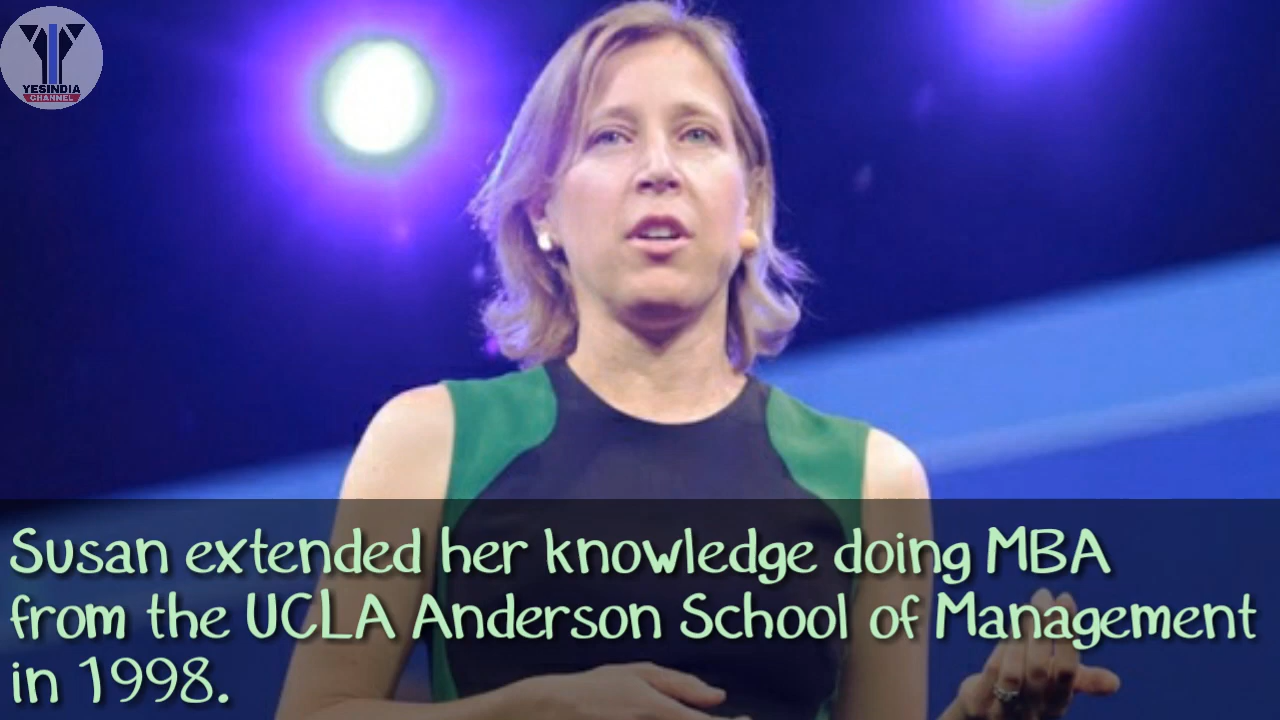 YESINDIA
CHANNEL
Susan extended her knowledge doing MBA
from the UCLA Anderson School of Management
in 1998.